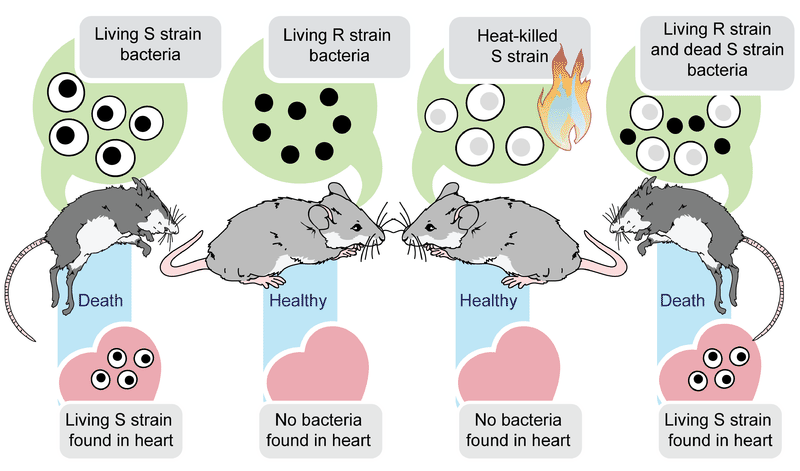 Living S strain
bacteria
Living R strain
bacteria
Heat-killed
S strain
Living R strain
and dead S strain
bacteria
Death
Healthy
Healthy
Death
Living S strain
found in heart
No bacteria
found in heart
No bacteria
found in heart
Living S strain
found in heart